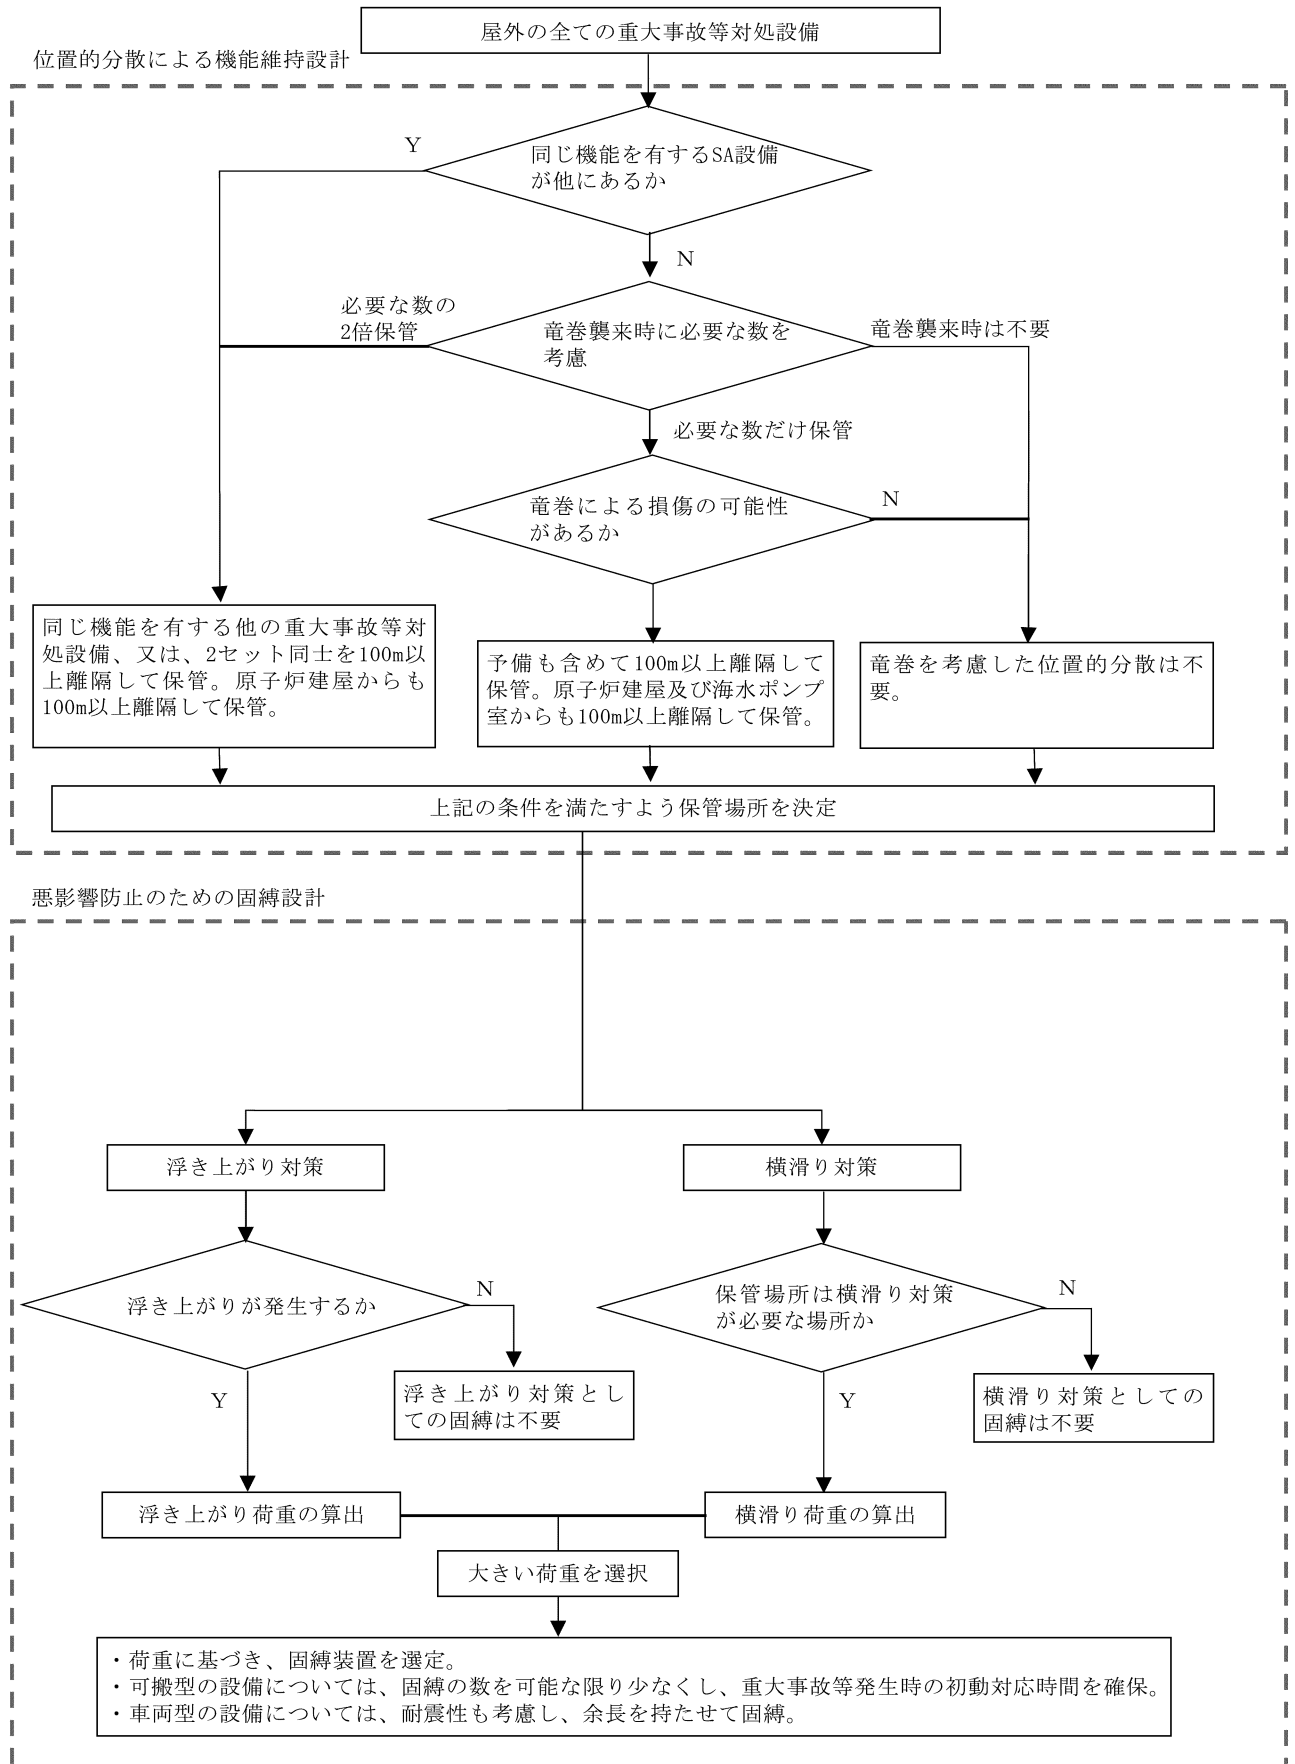 屋外の全ての重大事故等対処設備
位置的分散による機能維持設計
Y
同じ機能を有するSA設備
が他にあるか
N
必要な数の
2倍保管
竜巻襲来時に必要な数を
考慮
竜巻襲来時は不要
必要な数だけ保管
竜巻による損傷の可能性
があるか
N
同じ機能を有する他の重大事故等対
処設備、又は、2セット同士を100m以
上離隔して保管。原子炉建屋からも
100m以上離隔して保管。
予備も含めて100m以上離隔して
保管。原子炉建屋及び海水ポンプ
室からも100m以上離隔して保管。
竜巻を考慮した位置的分散は不
要。
上記の条件を満たすよう保管場所を決定
悪影響防止のための固縛設計
浮き上がり対策
横滑り対策
浮き上がりが発生するか
N
保管場所は横滑り対策
が必要な場所か
N
Y
浮き上がり対策とし
ての固縛は不要
Y
横滑り対策としての
固縛は不要
浮き上がり荷重の算出
横滑り荷重の算出
大きい荷重を選択
・荷重に基づき、固縛装置を選定。
・可搬型の設備については、固縛の数を可能な限り少なくし、重大事故等発生時の初動対応時間を確保。
・車両型の設備については、耐震性も考慮し、余長を持たせて固縛。